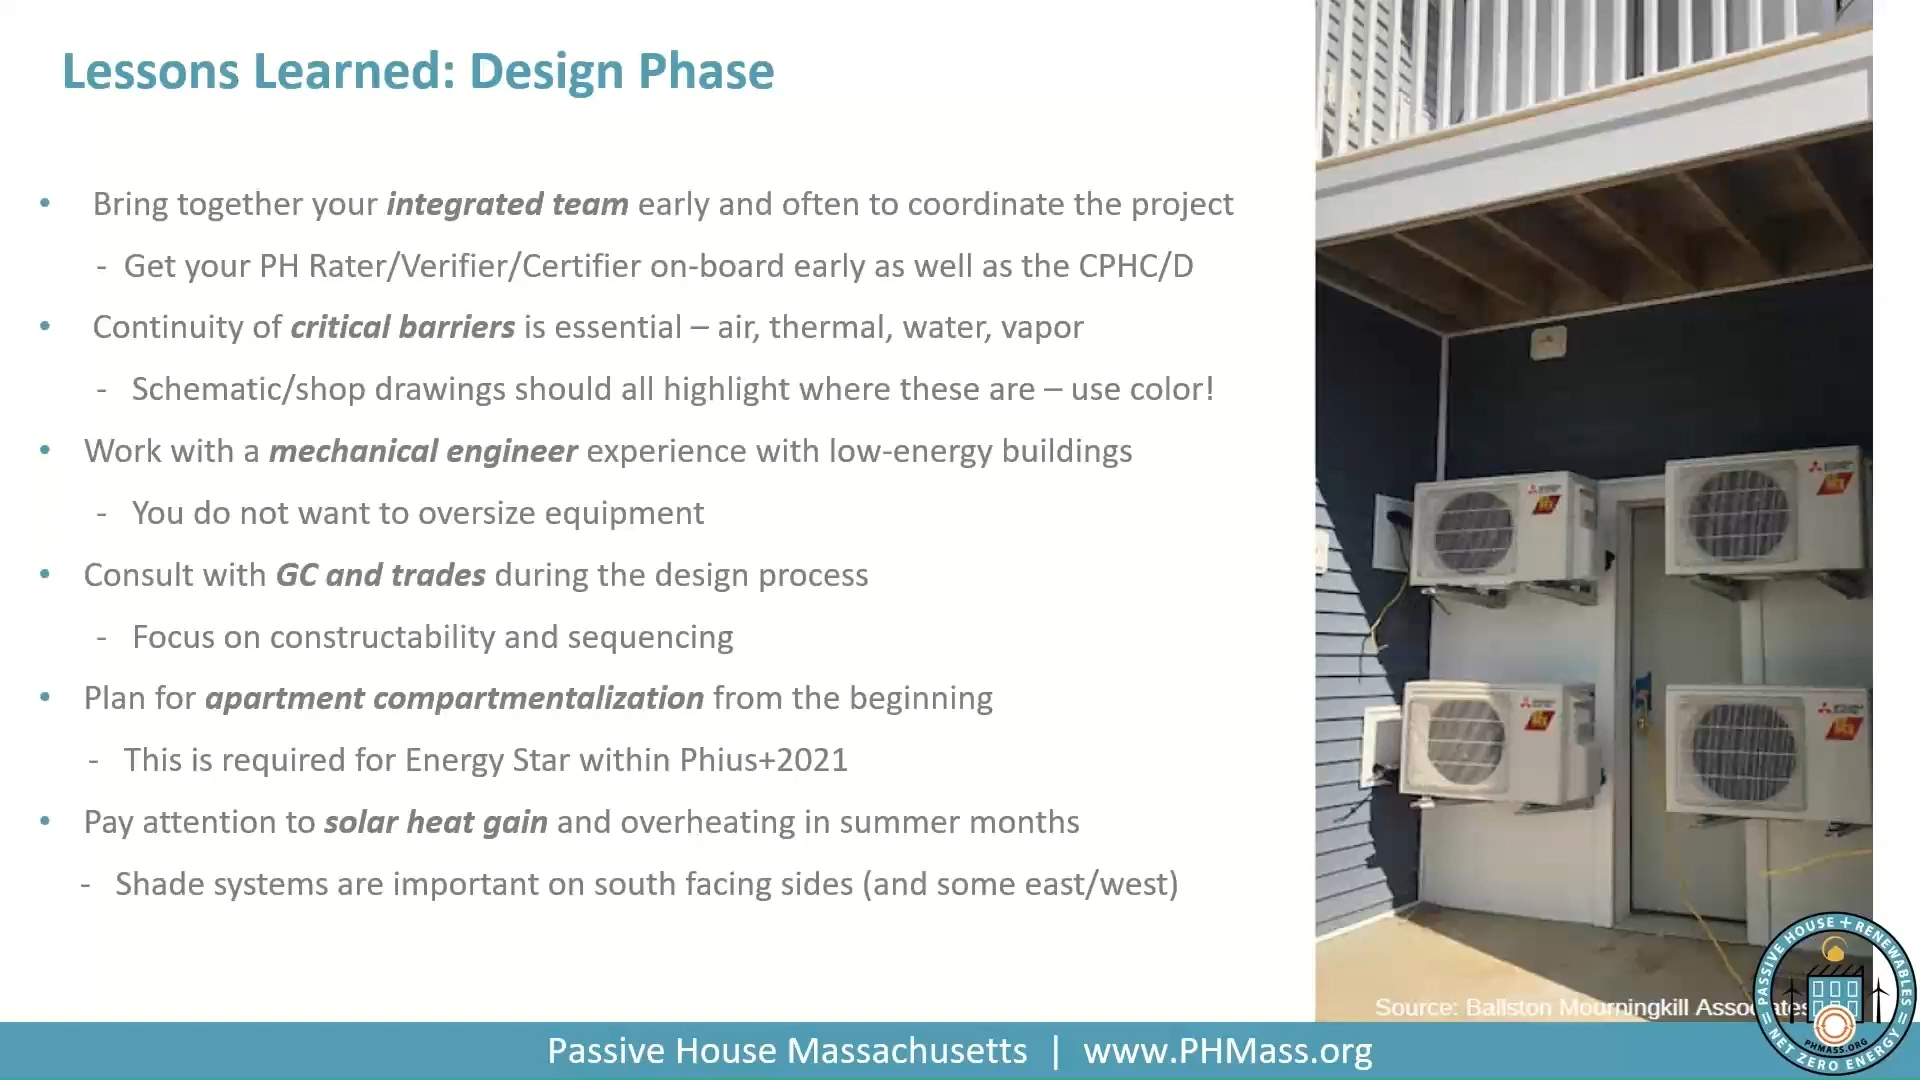 Lessons Learned: Design Phase
• Bring together your integrated team early and often to coordinate the project
- Get your PH Rater/Verifier/Certifier on-board early as well as the CPHC/D
• Continuity of critical barriers is essential – air, thermal, water, vapor
- Schematic/shop drawings should all highlight where these are – use color!
• Work with a mechanical engineer experience with low-energy buildings
- You do not want to oversize equipment
• Consult with GC and trades during the design process
- Focus on constructability and sequencing
• Plan for apartment compartmentalization from the beginning
- This is required for Energy Star within Phius+2021
• Pay attention to solar heat gain and overheating in summer months
- Shade systems are important on south facing sides (and some east/west)
Source: Ballston Mourningkill Associates
PASSIVE HOUSE + RENEWABLES
= NET ZERO ENERGY =
PHMASS.ORG
Passive House Massachusetts | www.PHMass.org